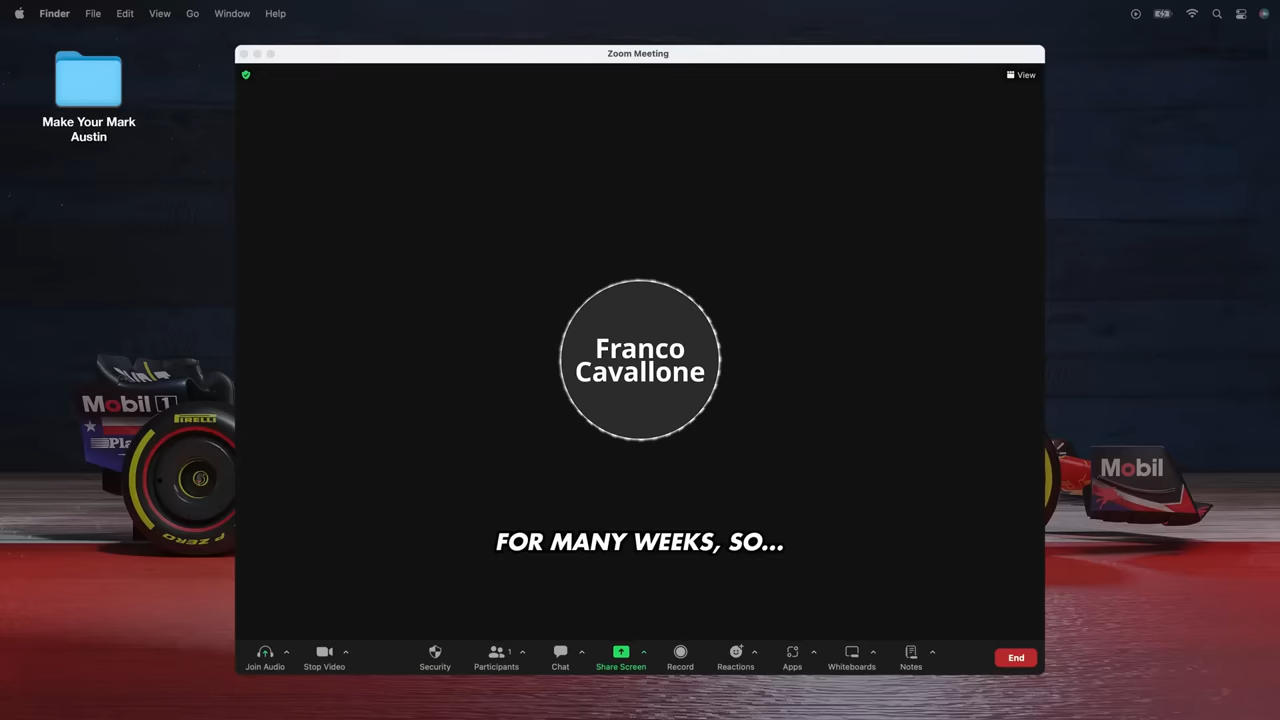 Finder File Edit View Go Window Help
Zoom Meeting
View
Make Your Mark
Austin
Franco
Cavallone
Mobil 1
PIRELLI
P ZERO
Mobil
FOR MANY WEEKS, SO...
Join Audio Stop Video Security Participants 1 Chat Share Screen Record Reactions Apps Whiteboards Notes End